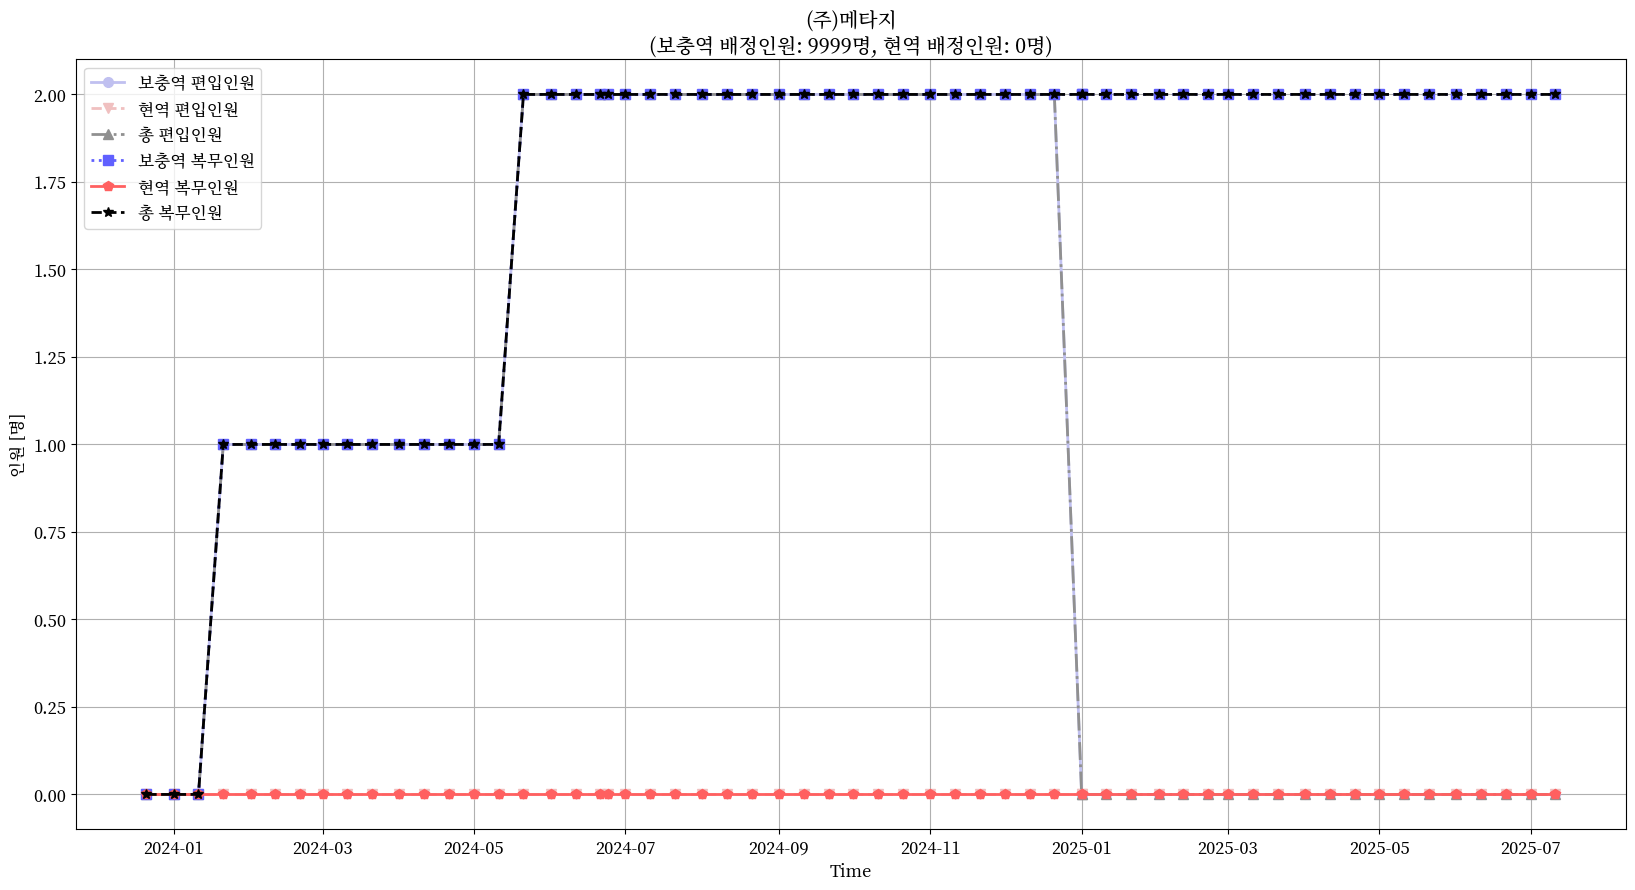 (주)메타지
(보충역 배정인원: 9999명, 현역 배정인원: 0명)
보충역 편입인원
현역 편입인원
총 편입인원
보충역 복무인원
현역 복무인원
총 복무인원
2.00
1.75
1.50
1.25
1.00
0.75
0.50
0.25
0.00
인원 [명]
2024-01
2024-03
2024-05
2024-07
2024-09
2024-11
2025-01
2025-03
2025-05
2025-07
Time